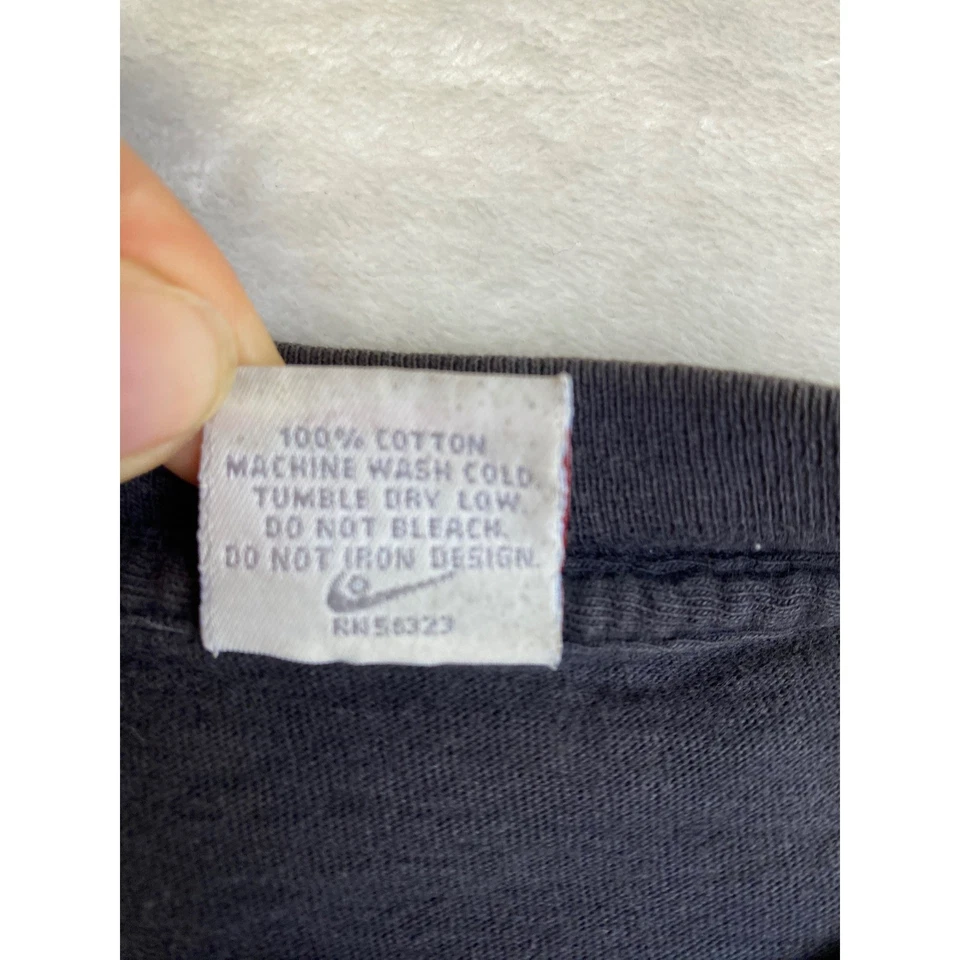 100% COTTON
MACHINE WASH COLD.
TUMBLE DRY LOW.
DO NOT BLEACH.
DO NOT IRON DESIGN.
RN56323